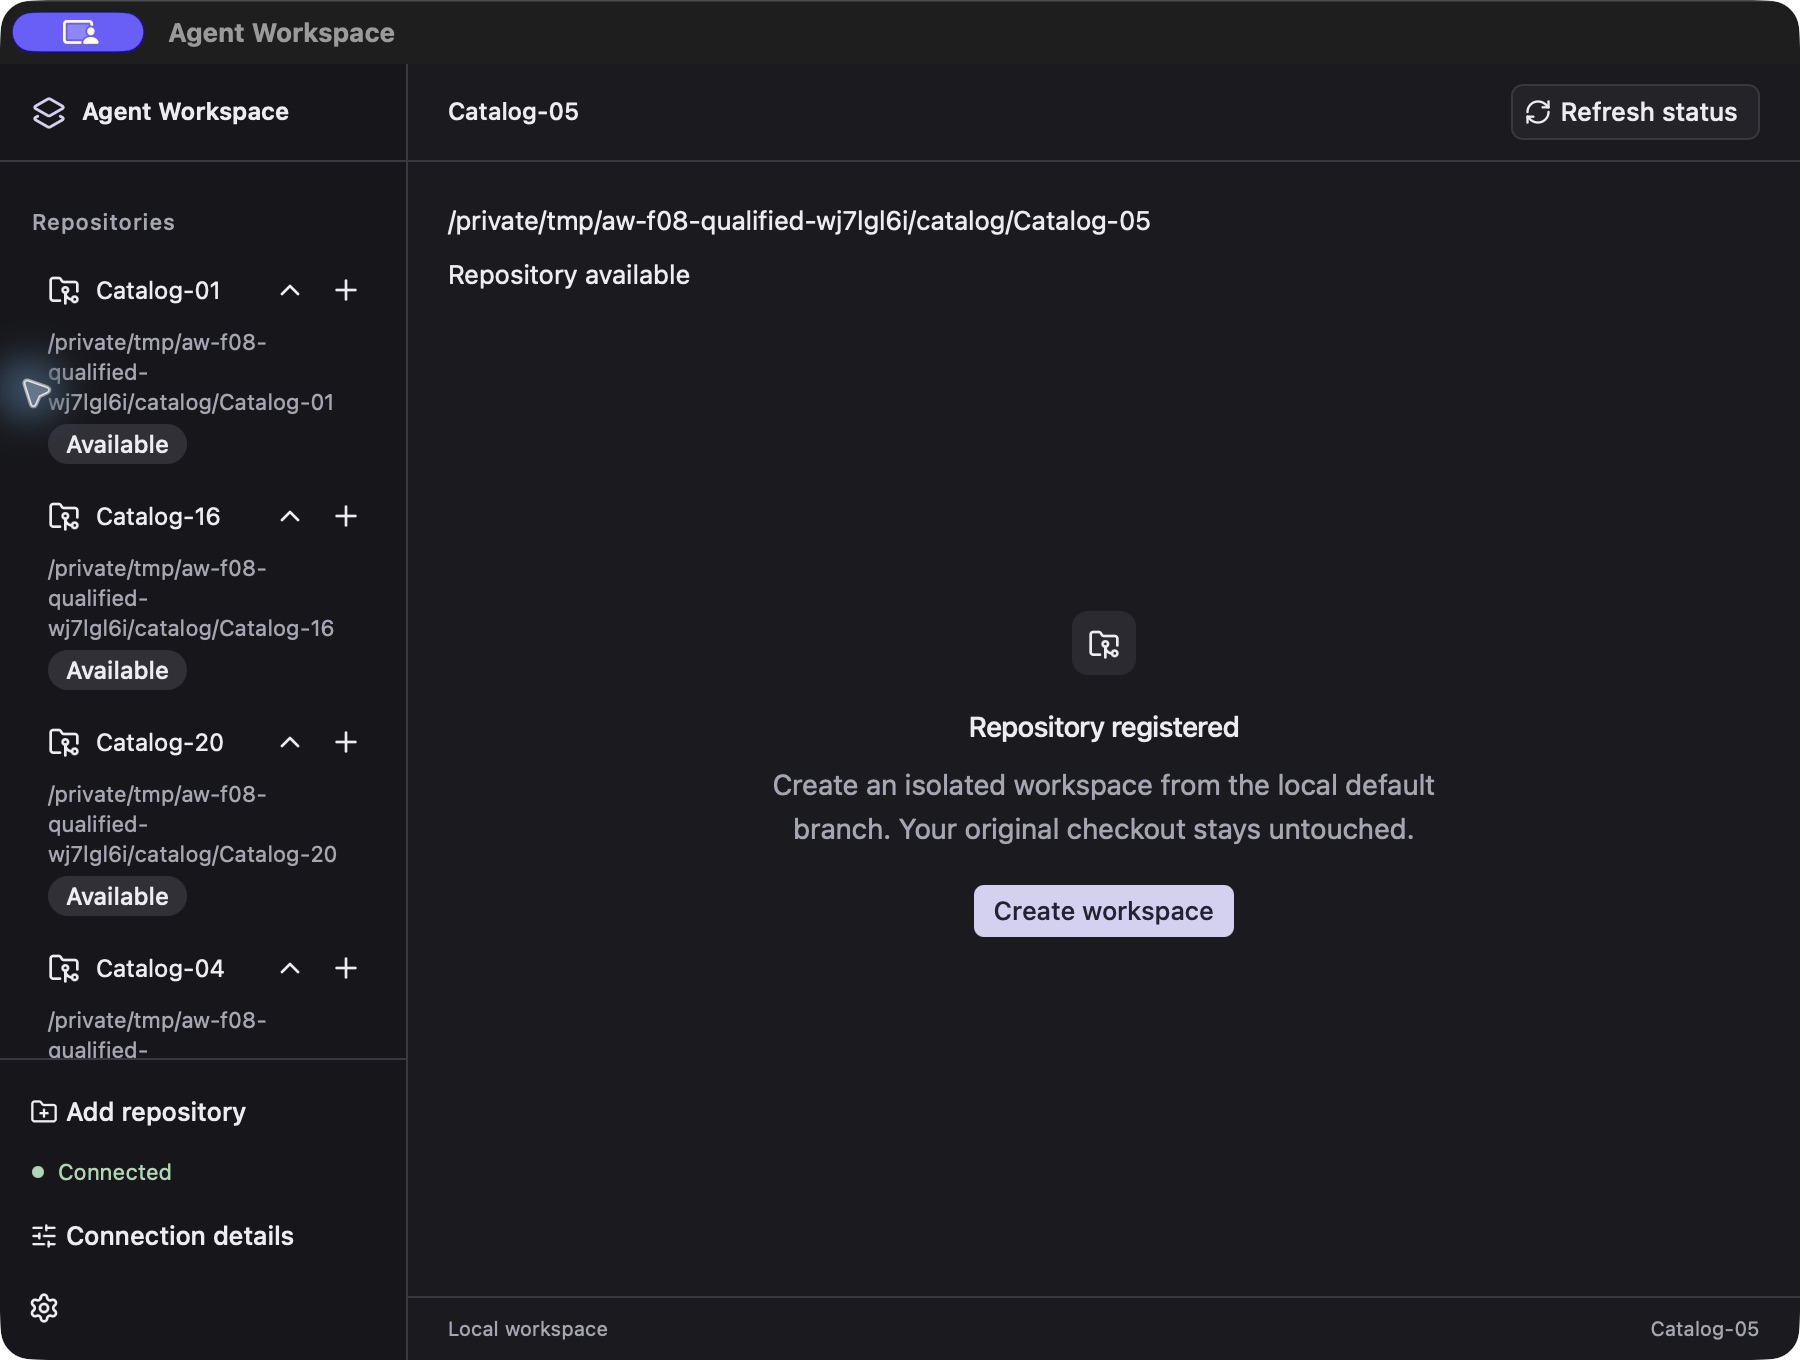 Agent Workspace
Agent Workspace
Catalog-05
Refresh status
Repositories
Catalog-01
/private/tmp/aw-f08-
qualified-
wj7lgl6i/catalog/Catalog-01
Available
Catalog-16
/private/tmp/aw-f08-
qualified-
wj7lgl6i/catalog/Catalog-16
Available
Catalog-20
/private/tmp/aw-f08-
qualified-
wj7lgl6i/catalog/Catalog-20
Available
Catalog-04
/private/tmp/aw-f08-
qualified-
Add repository
Connected
Connection details
/private/tmp/aw-f08-qualified-wj7lgl6i/catalog/Catalog-05
Repository available
Repository registered
Create an isolated workspace from the local default
branch. Your original checkout stays untouched.
Create workspace
Local workspace
Catalog-05